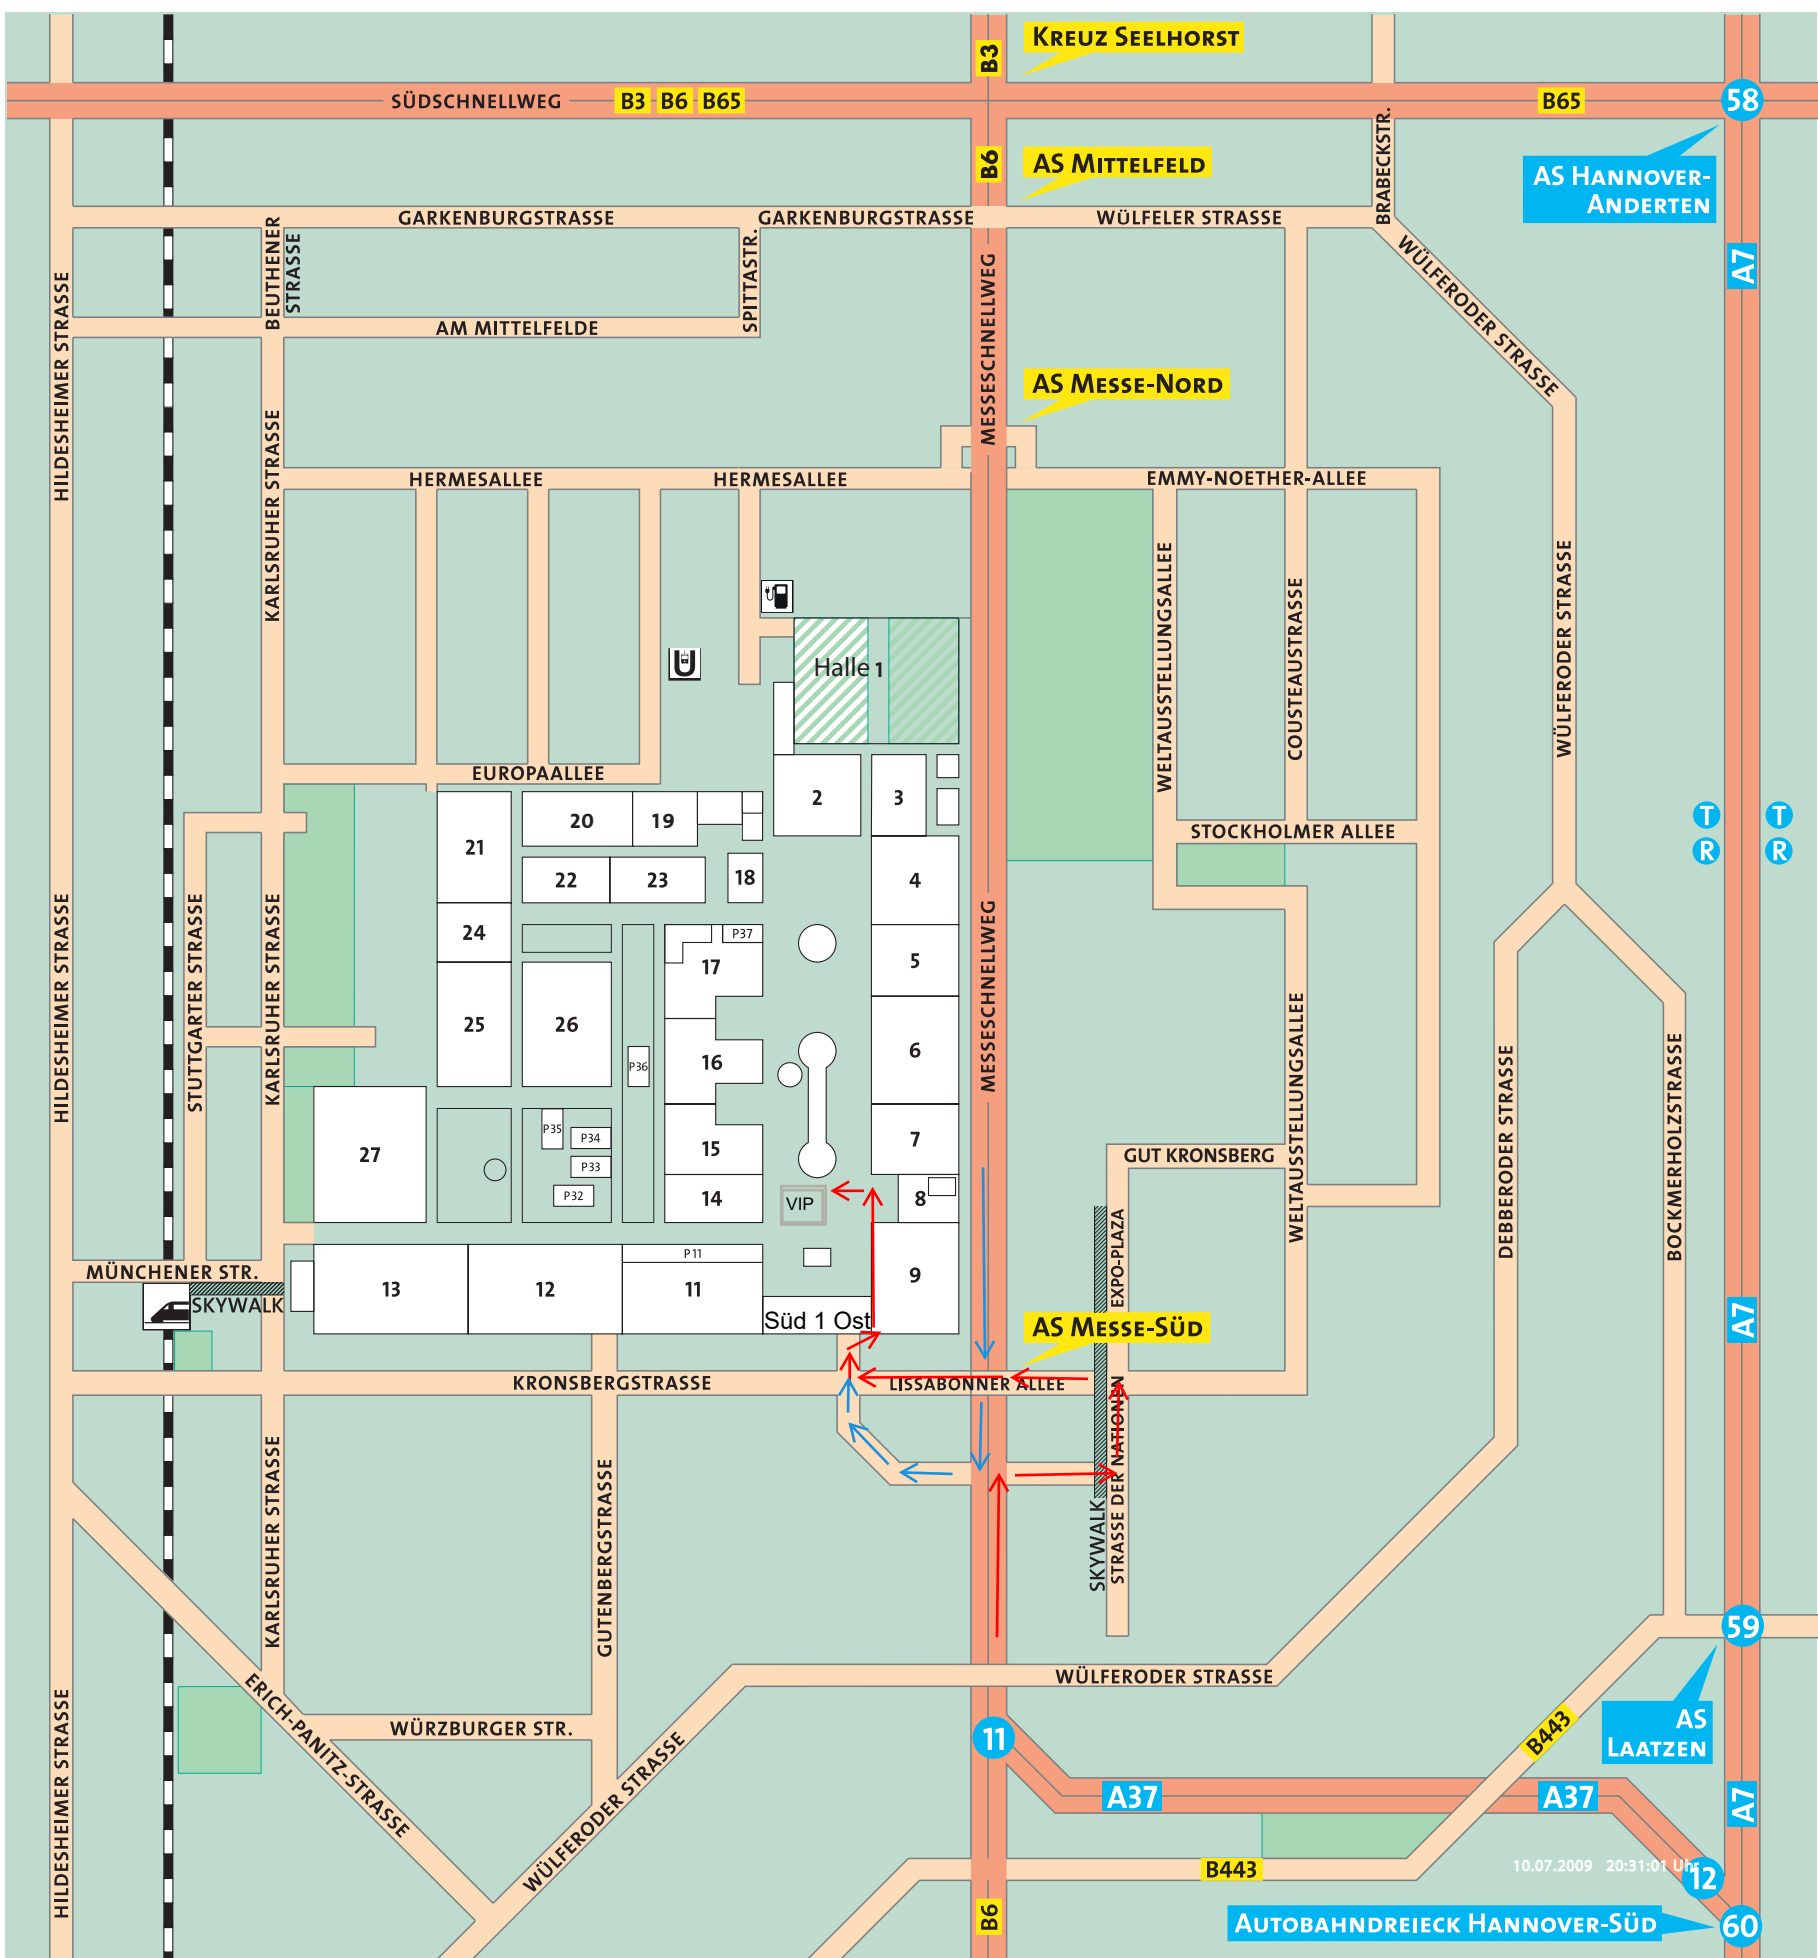 KREUZ SEELHORST
B3
SÜDSCHNELLWEG
B3 B6 B65
B65
58
B6
AS MITTELFELD
BRABECKSTR.
AS HANNOVER-
ANDERTEN
GARKENBURGSTRASSE
GARKENBURGSTRASSE
WÜLFELER STRASSE
BEUTHENER
STRASSE
SPITTASTR.
A7
WÜLFERODER STRASSE
HILDESHEIMER STRASSE
MESSESCHNELLWEG
AM MITTELFELDE
AS MESSE-NORD
KARLSRUHER STRASSE
HERMESALLEE
HERMESALLEE
EMMY-NOETHER-ALLEE
WELTAUSSTELLUNGSALLEE
COUSTEAUSTRASSE
WÜLFERODER STRASSE
U
Halle 1
EUROPAALLEE
2
3
T
T
R
R
20
19
21
STOCKHOLMER ALLEE
22
23
18
4
24
P37
17
5
HILDESHEIMER STRASSE
STUTTGARTER STRASSE
KARLSRUHER STRASSE
MESSESCHNELLWEG
25
26
16
P36
6
WELTAUSSTELLUNGSALLEE
DEBBERODER STRASSE
BOCKMERHOLZSTRASSE
27
P35
P34
P33
P32
15
7
GUT KRONSBERG
14
VIP
8
EXPO-PLAZA
MÜNCHENER STR.
SKYWALK
13
12
P11
11
9
Süd 1 Ost
AS MESSE-SÜD
A7
KRONSBERGSTRASSE
LISSABONNER ALLEE
STRASSE DER NATIONEN
SKYWALK
KARLSRUHER STRASSE
GUTENBERGSTRASSE
59
WÜLFERODER STRASSE
ERICH-PANITZ-STRASSE
HILDESHEIMER STRASSE
WÜRZBURGER STR.
WÜLFERODER STRASSE
11
B443
AS
LAATZEN
A37
A37
A7
B443
10.07.2009 20:31:01 Uhr
12
B6
AUTOBAHNDREIECK HANNOVER-SÜD
60